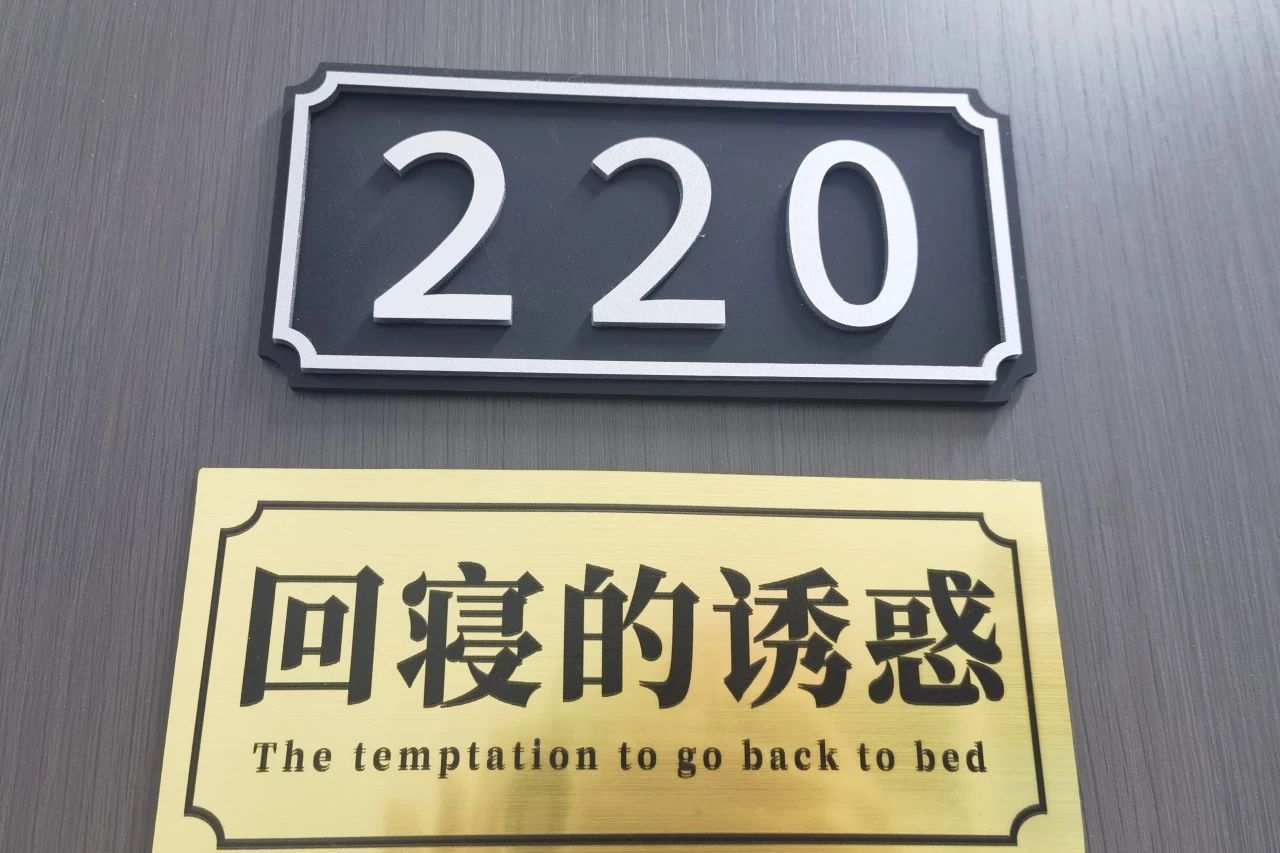 220
回寝的诱惑
The temptation to go back to bed